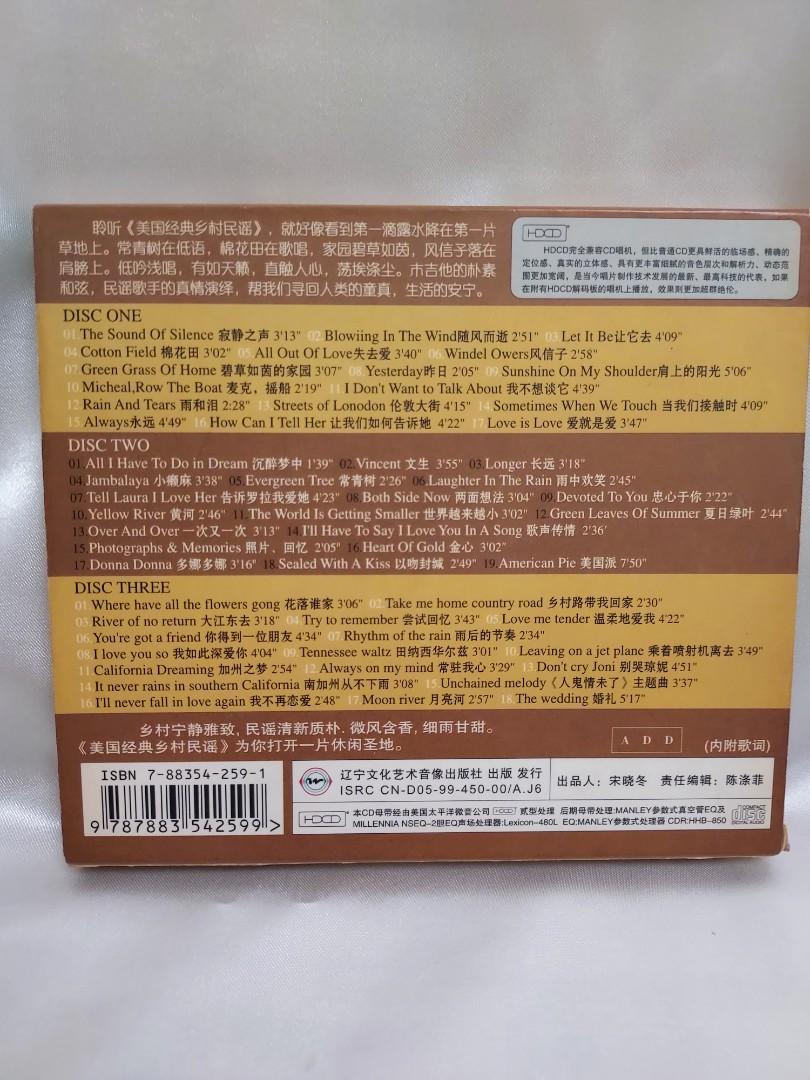 聆听《美国经典乡村民谣》，就好像看到第一滴露水降在第一片
草地上。常青树在低语，棉花田在歌唱，家园碧草如茵，风信子落在
肩膀上。低吟浅唱，有如天籁，直触人心，荡埃涤尘。木吉他的朴素
和弦，民谣歌手的真情演绎，帮我们寻回人类的童真，生活的安宁。
HDCD
HDCD完全兼容CD唱机，但比普通CD更具鲜活的临场感、精确的
定位感、真实的立体感、具有更丰富细腻的音色层次和解析力、动态范
围更加宽阔，是当今唱片制作技术发展的最新、最高科技的代表，如果
在附有HDCD解码板的唱机上播放，效果则更加超群绝伦。
DISC ONE
01 The Sound Of Silence 寂静之声 3'13" 02 Blowiing In The Wind随风而逝 2'51" 03 Let It Be让它去 4'09"
04 Cotton Field 棉花田 3'02" 05 All Out Of Love失去爱 3'40" 06 Windel Owers风信子 2'58"
07 Green Grass Of Home 碧草如茵的家园 3'07" 08 Yesterday昨日 2'05" 09 Sunshine On My Shoulder肩上的阳光 5'06"
10 Micheal,Row The Boat 麦克，摇船 2'19" 11 I Don't Want to Talk About 我不想谈它 4'39"
12 Rain And Tears 雨和泪 2:28" 13 Streets of Lonodon 伦敦大街 4'15" 14 Sometimes When We Touch 当我们接触时 4'09"
15 Always永远 4'49" 16 How Can I Tell Her 让我们如何告诉她 4'22" 17 Love is Love 爱就是爱 3'47"
DISC TWO
01.All I Have To Do in Dream 沉醉梦中 1'39" 02.Vincent 文生 3'55" 03.Longer 长远 3'18"
04.Jambalaya 小癞麻 3'38" 05.Evergreen Tree 常青树 2'26" 06.Laughter In The Rain 雨中欢笑 2'45"
07.Tell Laura I Love Her 告诉罗拉我爱她 4'23" 08.Both Side Now 两面想法 3'04" 09.Devoted To You 忠心于你 2'22"
10.Yellow River 黄河 2'46" 11.The World Is Getting Smaller 世界越来越小 3'02" 12 Green Leaves Of Summer 夏日绿叶 2'44"
13.Over And Over 一次又一次 3'13" 14 I'll Have To Say I Love You In A Song 歌声传情 2'36'
15.Photographs & Memories 照片、回忆 2'05" 16.Heart Of Gold 金心 3'02"
17.Donna Donna 多娜多娜 3'16" 18.Sealed With A Kiss 以吻封缄 2'49" 19.American Pie 美国派 7'50"
DISC THREE
01 Where have all the flowers gong 花落谁家 3'06" 02 Take me home country road 乡村路带我回家 2'30"
03 River of no return 大江东去 3'18" 04 Try to remember 尝试回忆 3'43" 05 Love me tender 温柔地爱我 4'22"
06 You're got a friend 你得到一位朋友 4'34" 07 Rhythm of the rain 雨后的节奏 2'34"
08 I love you so 我如此深爱你 4'04" 09.Tennessee waltz 田纳西华尔兹 3'01" 10 Leaving on a jet plane 乘着喷射机离去 3'49"
11 California Dreaming 加州之梦 2'54" 12 Always on my mind 常驻我心 3'29" 13 Don't cry Joni 别哭琼妮 4'51"
14 It never rains in southern California 南加州从不下雨 3'08" 15 Unchained melody《人鬼情未了》主题曲 3'37"
16 I'll never fall in love again 我不再恋爱 2'48" 17.Moon river 月亮河 2'57" 18.The wedding 婚礼 5'17"
乡村宁静雅致，民谣清新质朴. 微风含香，细雨甘甜。
《美国经典乡村民谣》为你打开一片休闲圣地。
A D D
(内附歌词)
ISBN 7-88354-259-1
9 787883 542599 >
辽宁文化艺术音像出版社 出版 发行
ISRC CN-D05-99-450-00/A.J6
出品人：宋晓冬 责任编辑：陈涤菲
HDCD
本CD母带经由美国太平洋微音公司 HDCD 贰型处理 后期母带处理:MANLEY参数式真空管EQ及
MILLENNIA NSEQ-2胆EQ声场处理器:Lexicon-480L EQ:MANLEY参数式处理器 CDR:HHB-850
COMPACT
disc
DIGITAL AUDIO